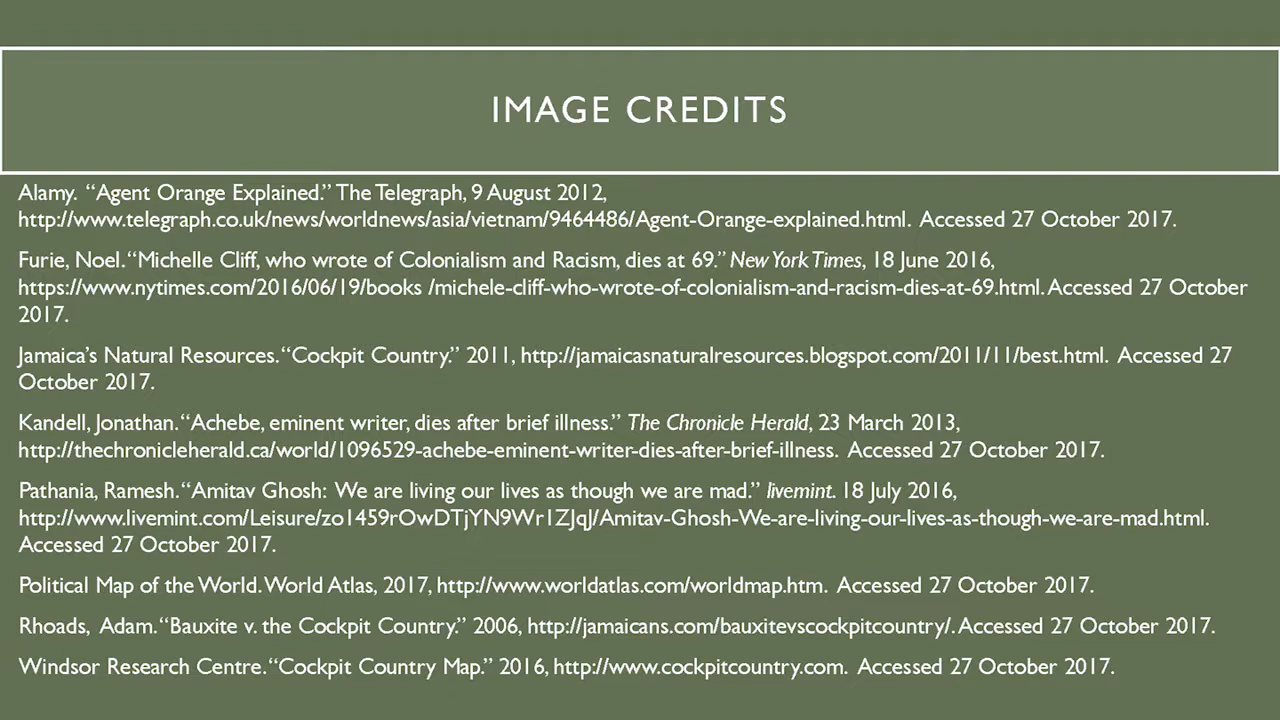 IMAGE CREDITS
Alamy. “Agent Orange Explained.” The Telegraph, 9 August 2012,
http://www.telegraph.co.uk/news/worldnews/asia/vietnam/9464486/Agent-Orange-explained.html. Accessed 27 October 2017.
Furie, Noel. “Michelle Cliff, who wrote of Colonialism and Racism, dies at 69.” New York Times, 18 June 2016,
https://www.nytimes.com/2016/06/19/books /michele-cliff-who-wrote-of-colonialism-and-racism-dies-at-69.html. Accessed 27 October
2017.
Jamaica’s Natural Resources. “Cockpit Country.” 2011, http://jamaicasnaturalresources.blogspot.com/2011/11/best.html. Accessed 27
October 2017.
Kandell, Jonathan. “Achebe, eminent writer, dies after brief illness.” The Chronicle Herald, 23 March 2013,
http://thechronicleherald.ca/world/1096529-achebe-eminent-writer-dies-after-brief-illness. Accessed 27 October 2017.
Pathania, Ramesh. “Amitav Ghosh: We are living our lives as though we are mad.” livemint. 18 July 2016,
http://www.livemint.com/Leisure/zo1459rOwDTjYN9Wr1ZJqJ/Amitav-Ghosh-We-are-living-our-lives-as-though-we-are-mad.html.
Accessed 27 October 2017.
Political Map of the World. World Atlas, 2017, http://www.worldatlas.com/worldmap.htm. Accessed 27 October 2017.
Rhoads, Adam. “Bauxite v. the Cockpit Country.” 2006, http://jamaicans.com/bauxitevscockpitcountry/. Accessed 27 October 2017.
Windsor Research Centre. “Cockpit Country Map.” 2016, http://www.cockpitcountry.com. Accessed 27 October 2017.